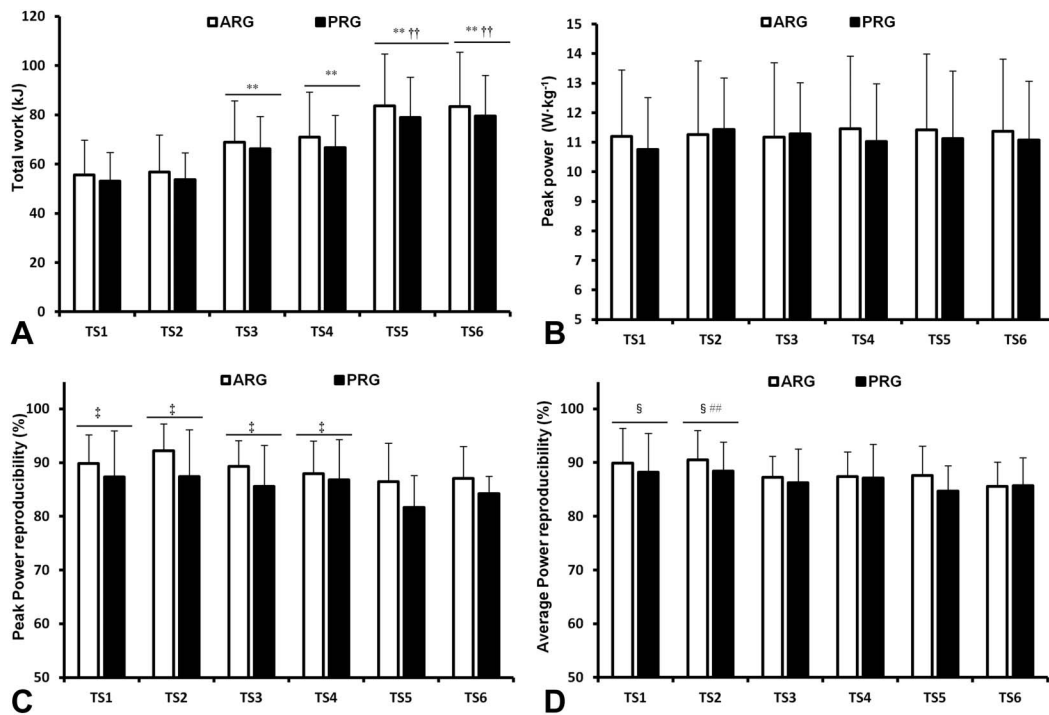 ARG PRG
Total work (kJ)
120
100
80
60
40
20
0
**
**
** ††
** ††
TS1 TS2 TS3 TS4 TS5 TS6
A
ARG PRG
Peak power (W·kg-1)
15
14
13
12
11
10
9
8
7
6
5
TS1 TS2 TS3 TS4 TS5 TS6
B
ARG PRG
Peak Power reproducibility (%)
100
90
80
70
60
50
‡
‡
‡
‡
TS1 TS2 TS3 TS4 TS5 TS6
C
ARG PRG
Average Power reproducibility (%)
100
90
80
70
60
50
§
§ ##
TS1 TS2 TS3 TS4 TS5 TS6
D